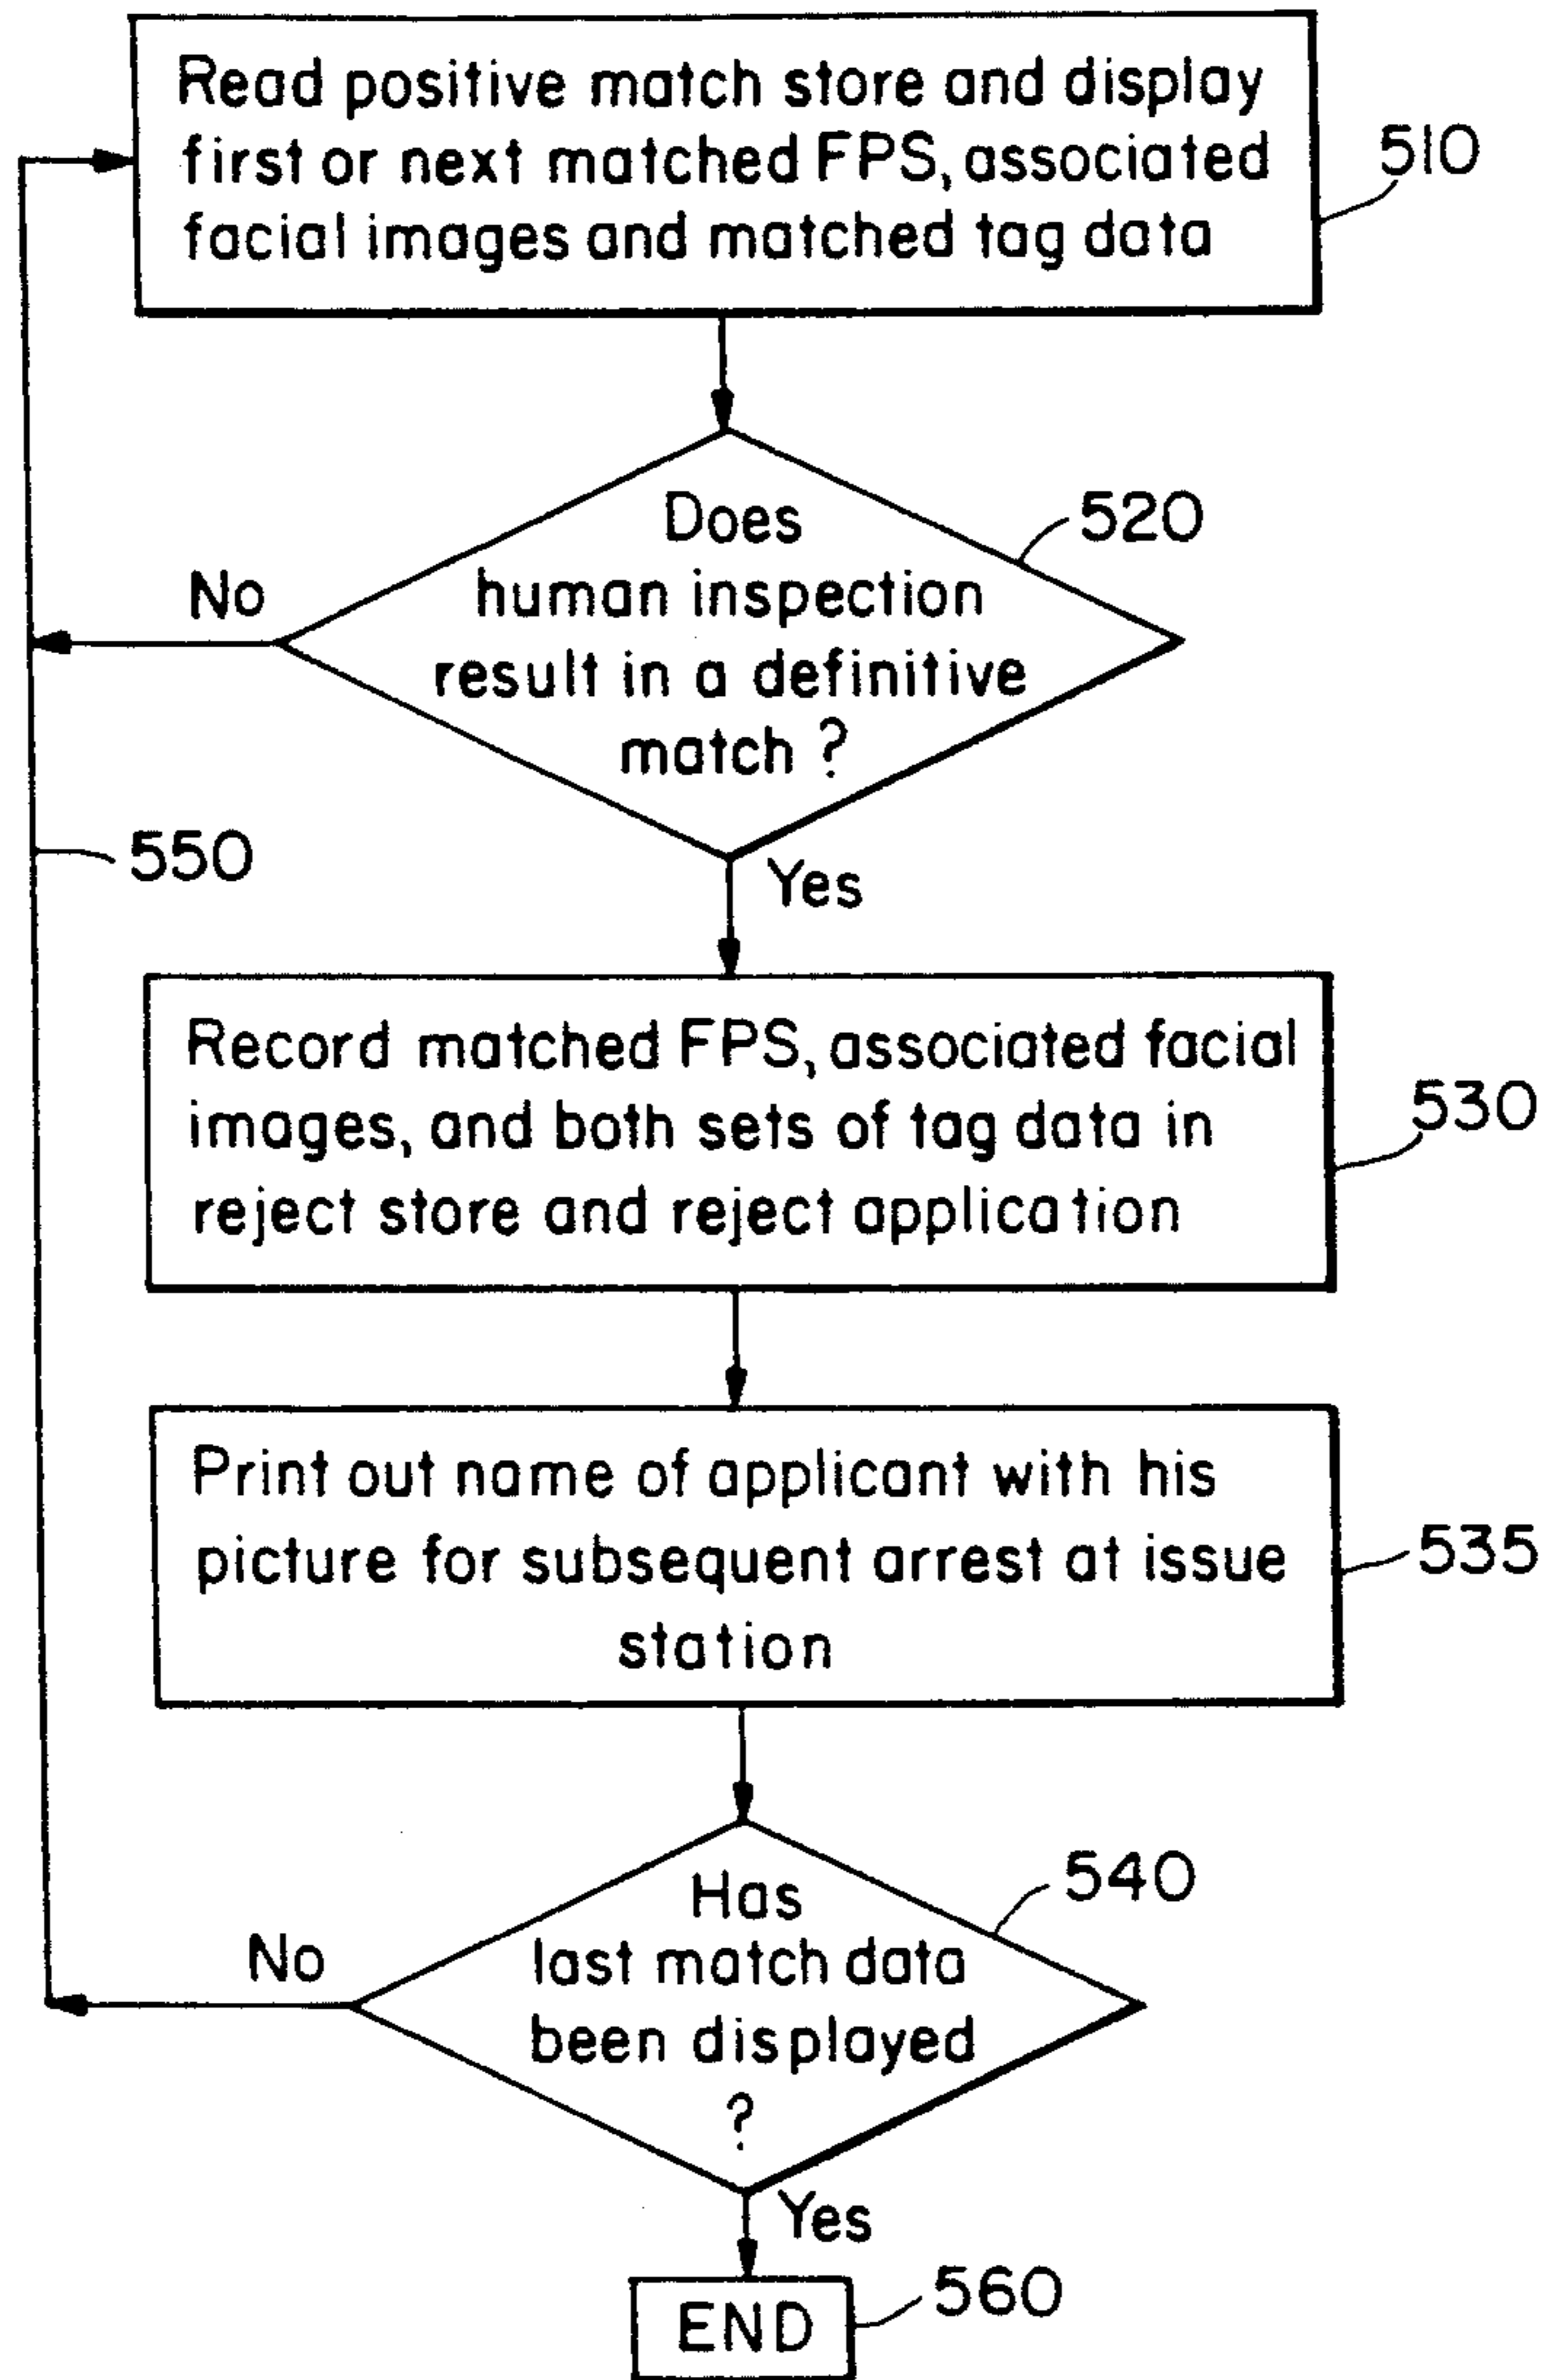 Read positive match store and display
first or next matched FPS, associated
facial images and matched tag data
510
Does
human inspection
result in a definitive
match ?
520
No
550
Yes
Record matched FPS, associated facial
images, and both sets of tag data in
reject store and reject application
530
Print out name of applicant with his
picture for subsequent arrest at issue
station
535
Has
last match data
been displayed
?
540
No
Yes
END
560